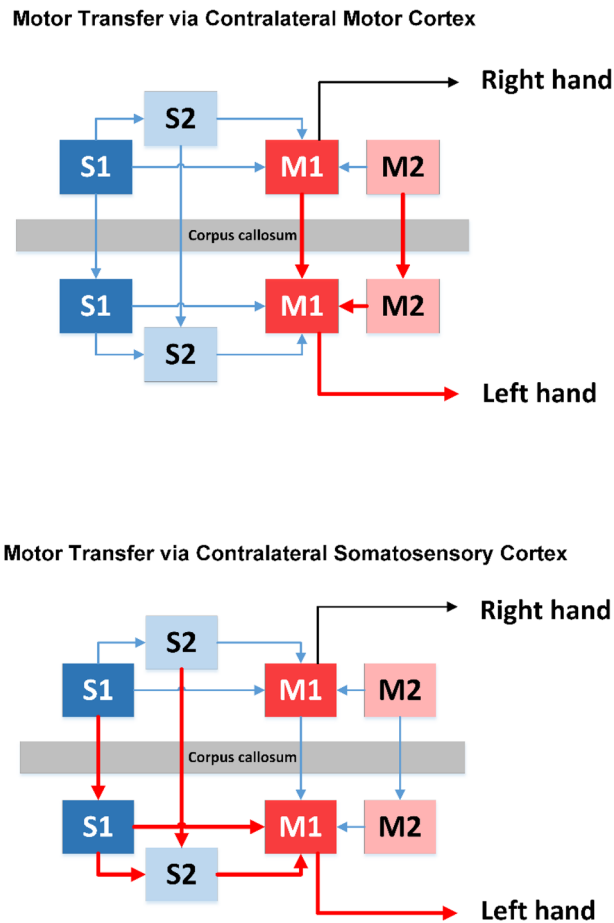 Motor Transfer via Contralateral Motor Cortex
Right hand
S2
S1
M1
M2
Corpus callosum
S1
M1
M2
S2
Left hand
Motor Transfer via Contralateral Somatosensory Cortex
Right hand
S2
S1
M1
M2
Corpus callosum
S1
M1
M2
S2
Left hand